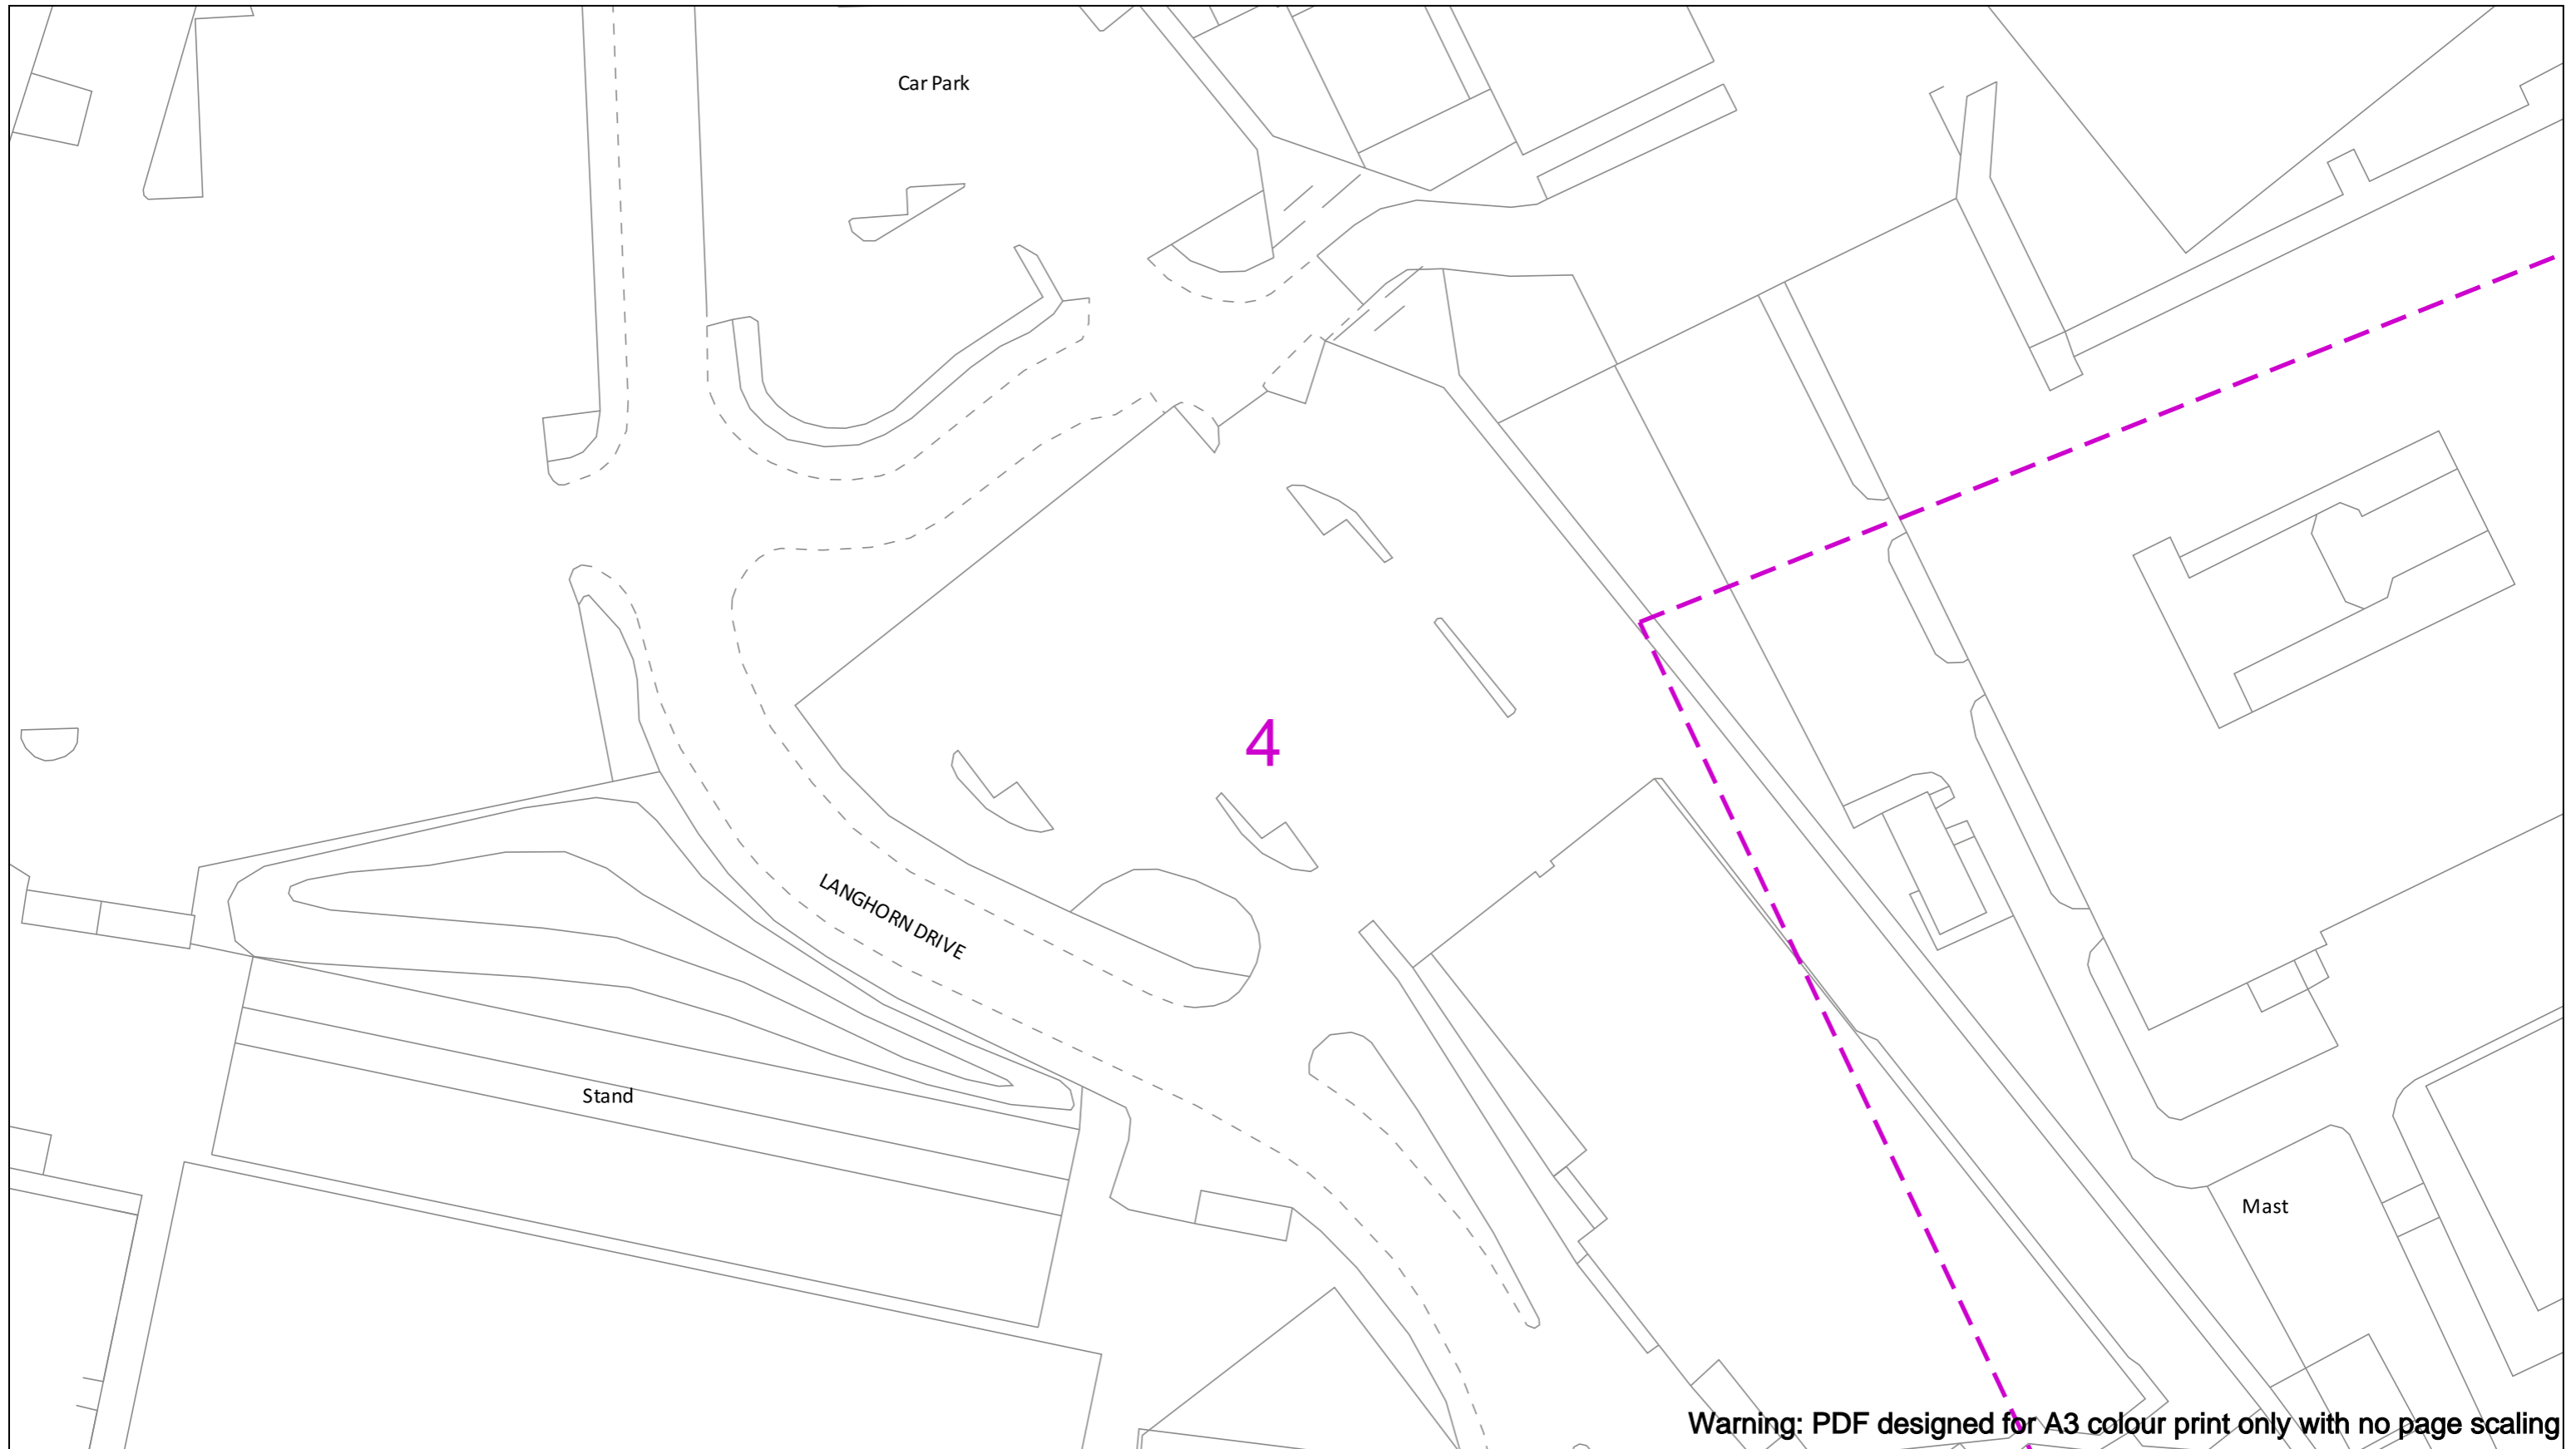 Car Park
4
LANGHORN DRIVE
Stand
Mast
Warning: PDF designed for A3 colour print only with no page scaling